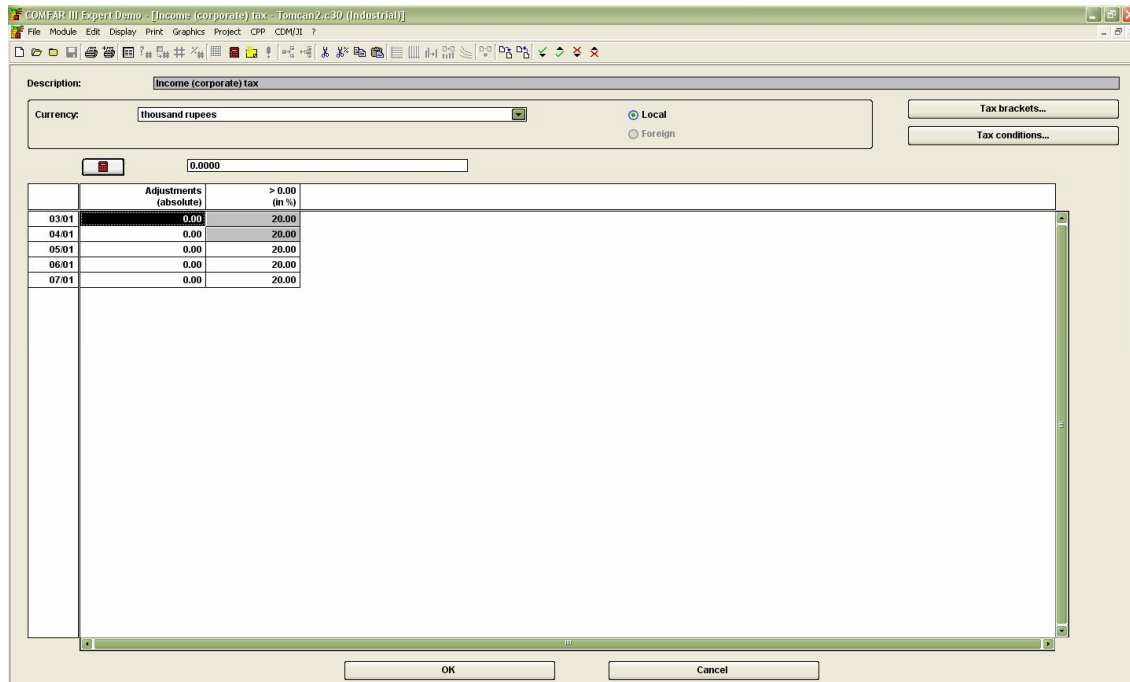 COMFAR III Expert Demo - [Income (corporate) tax - Tomcan2.c30 (Industrial)]
File Module Edit Display Print Graphics Project CPP CDM/JI ?
Description: Income (corporate) tax
Currency: thousand rupees Local Tax brackets...
Foreign Tax conditions...
0.0000
Adjustments > 0.00
(absolute) (in %)
03/01 0.00 20.00
04/01 0.00 20.00
05/01 0.00 20.00
06/01 0.00 20.00
07/01 0.00 20.00
OK Cancel